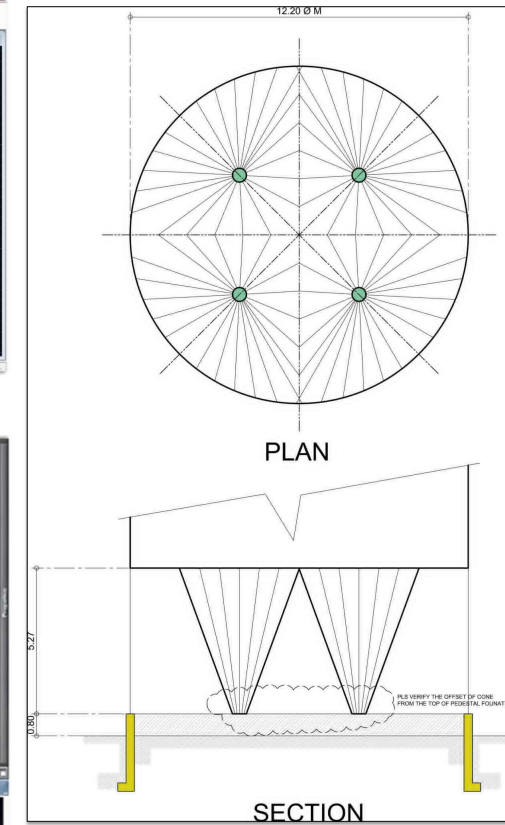 12.20 Ø M
PLAN
5.27
0.80
PLS VERIFY THE OFFSET OF CONE
FROM THE TOP OF PEDESTAL FOUNAT
SECTION